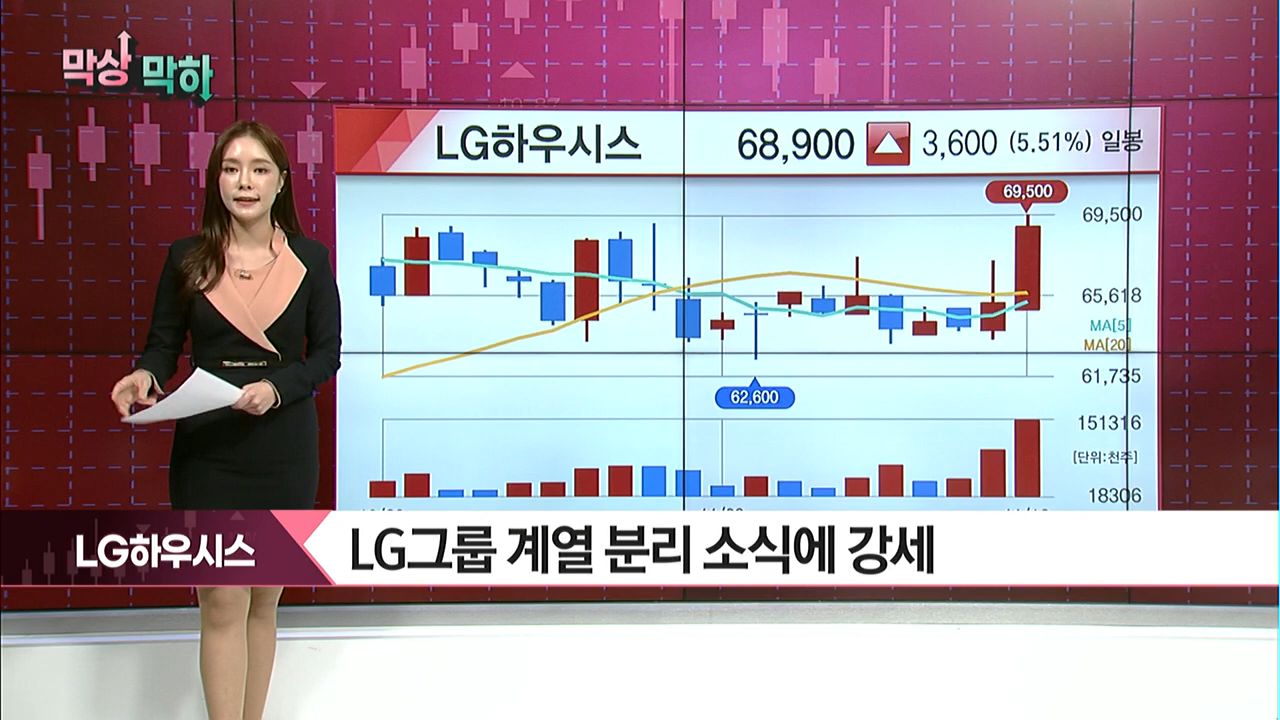 막상 막하
LG하우시스 68,900 3,600 (5.51%) 일봉
69,500
69,500
65,618
MA[5]
MA[20]
61,735
62,600
151316
[단위:천주]
18306
LG하우시스
LG그룹 계열 분리 소식에 강세